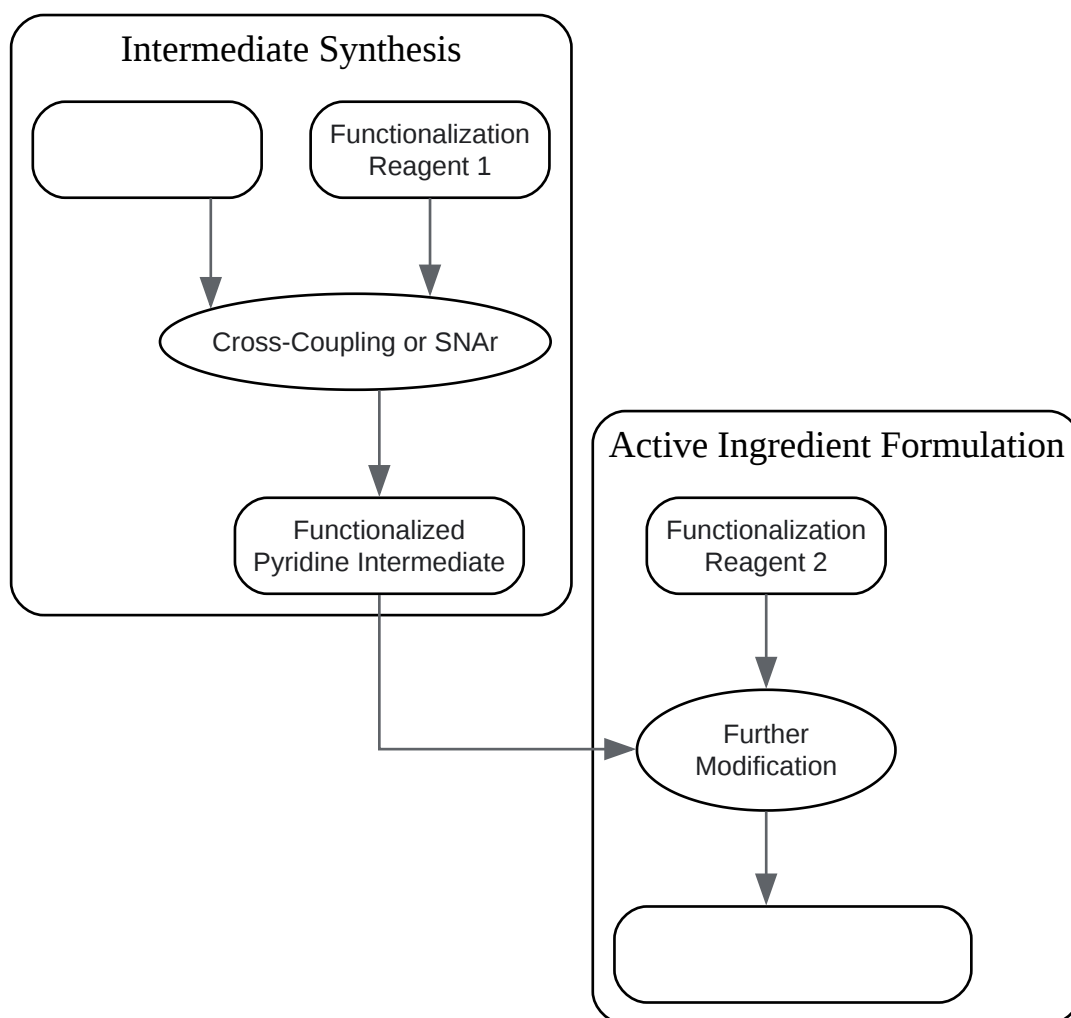 Intermediate Synthesis
Functionalization
Reagent 1
Cross-Coupling or SNAr
Functionalized
Pyridine Intermediate
Active Ingredient Formulation
Functionalization
Reagent 2
Further
Modification